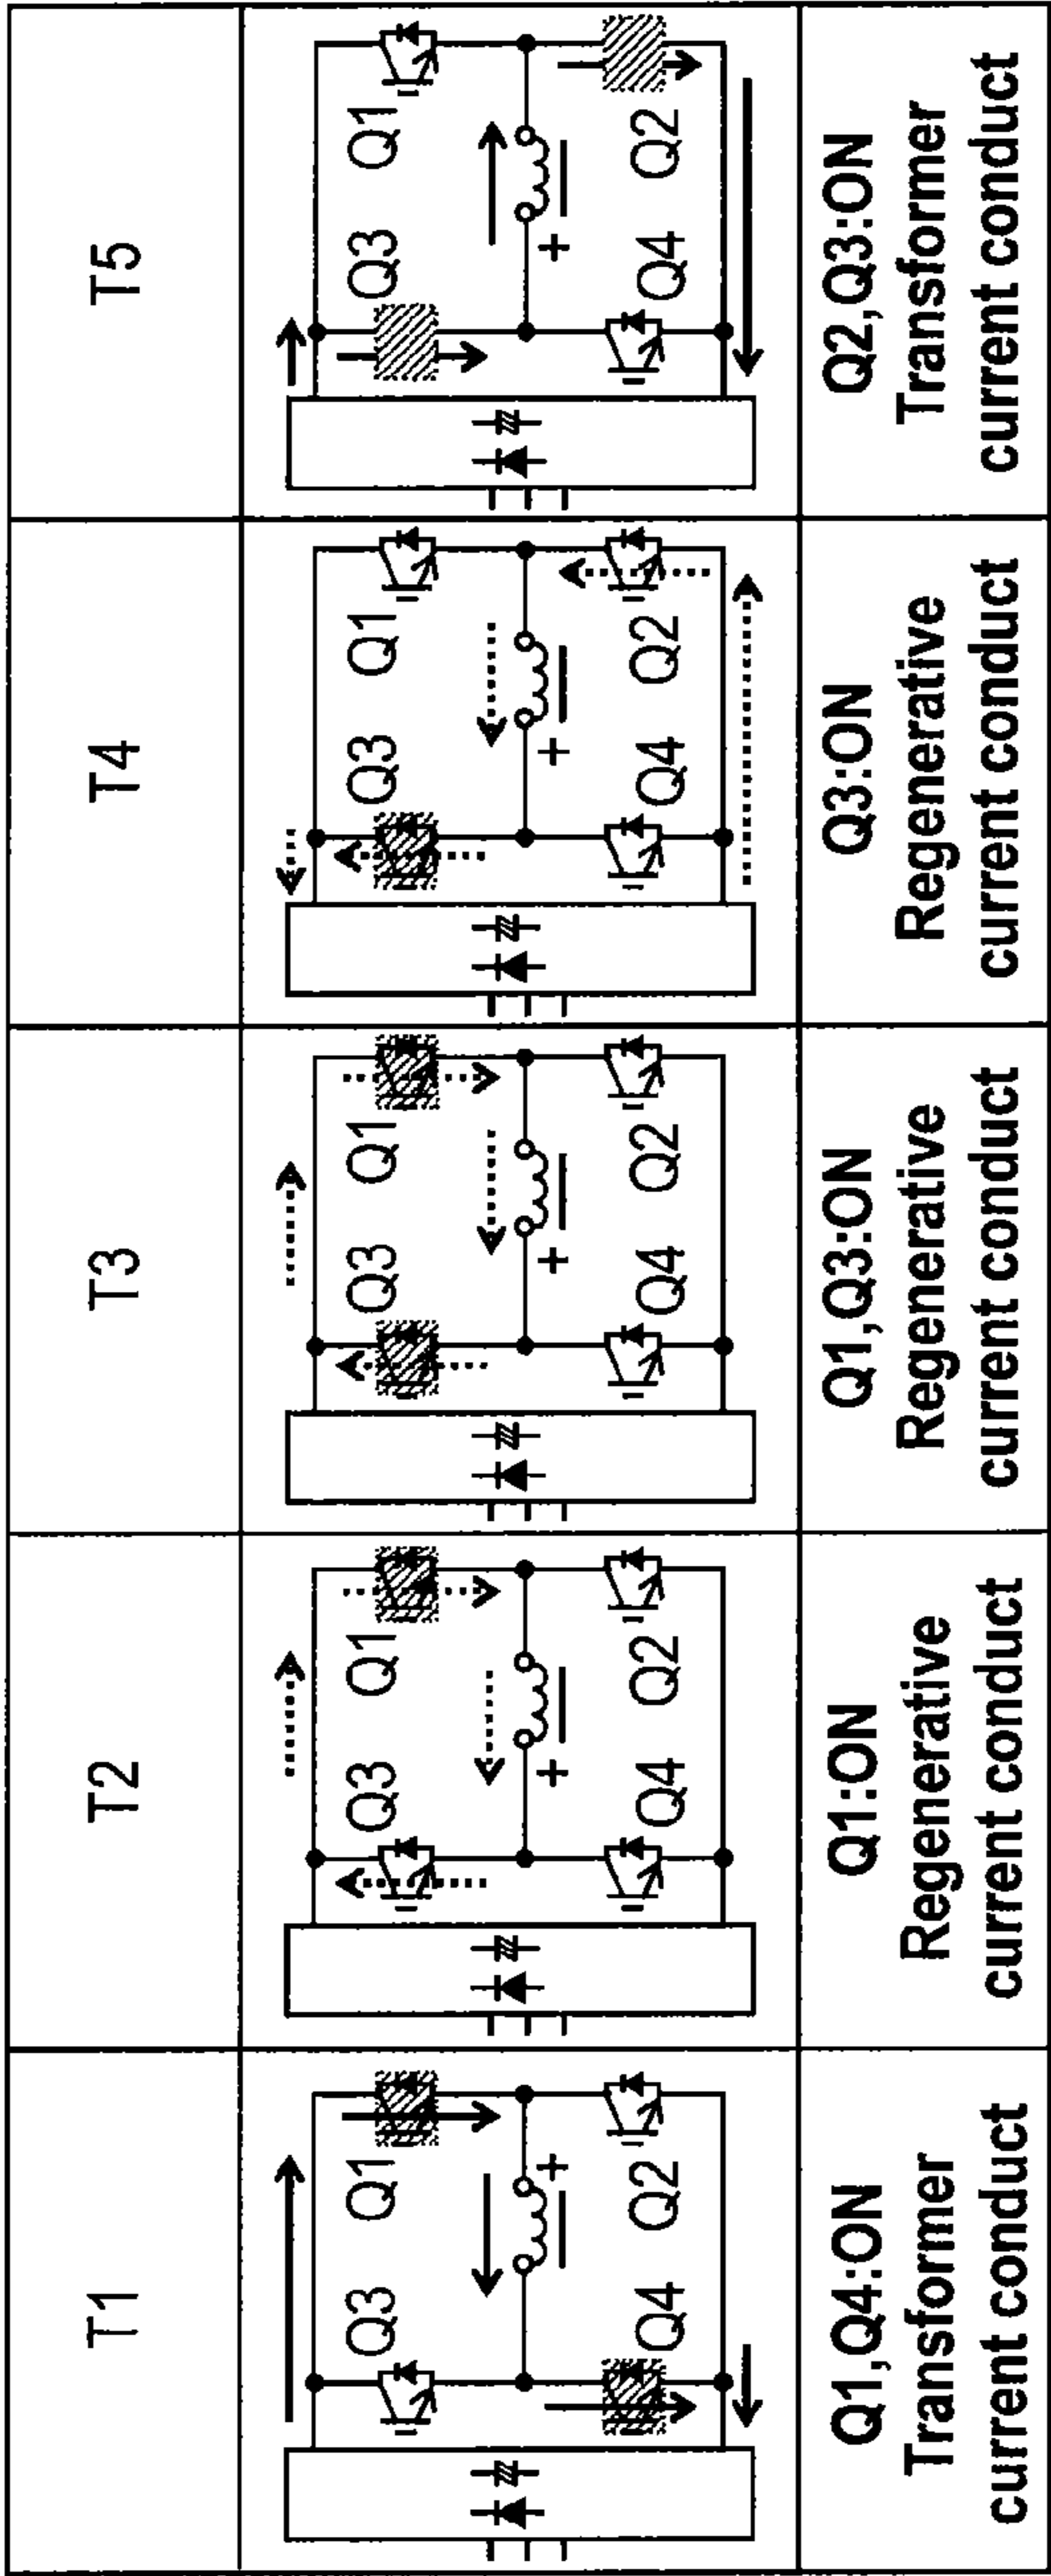 T1
T2
T3
T4
T5
Q3 Q1
− +
Q4 Q2
Q3 Q1
+ −
Q4 Q2
Q3 Q1
+ −
Q4 Q2
Q3 Q1
+ −
Q4 Q2
Q3 Q1
+ −
Q4 Q2
Q1,Q4:ON
Transformer
current conduct
Q1:ON
Regenerative
current conduct
Q1,Q3:ON
Regenerative
current conduct
Q3:ON
Regenerative
current conduct
Q2,Q3:ON
Transformer
current conduct